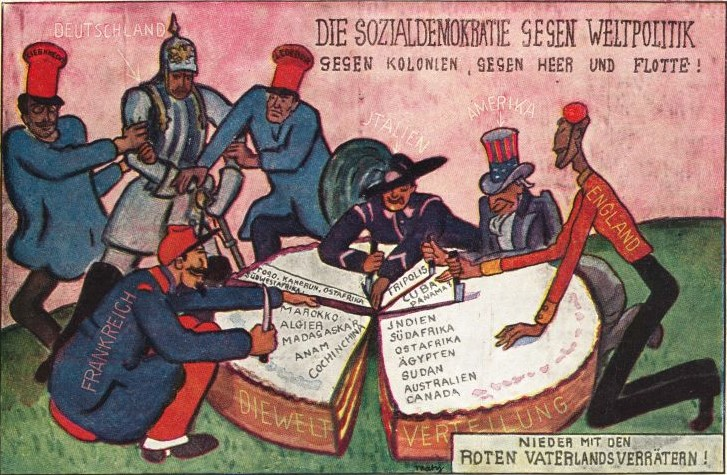 DIE SOZIALDEMOKRATIE GEGEN WELTPOLITIK
GEGEN KOLONIEN, GEGEN HEER UND FLOTTE!
DEUTSCHLAND
LIEBKNECHT
LEDEBOUR
ITALIEN
AMERIKA
ENGLAND
FRANKREICH
TOGO, KAMERUN, OSTAFRIKA
SÜDWESTAFRIKA
MAROKKO
ALGIER
MADAGASKAR
ANAM
COCHINCHINA
TRIPOLIS
CUBA
PANAMA
INDIEN
SÜDAFRIKA
OSTAFRIKA
ÄGYPTEN
SUDAN
AUSTRALIEN
CANADA
DIE WELT
VERTEILUNG
NIEDER MIT DEN
ROTEN VATERLANDSVERRÄTERN!